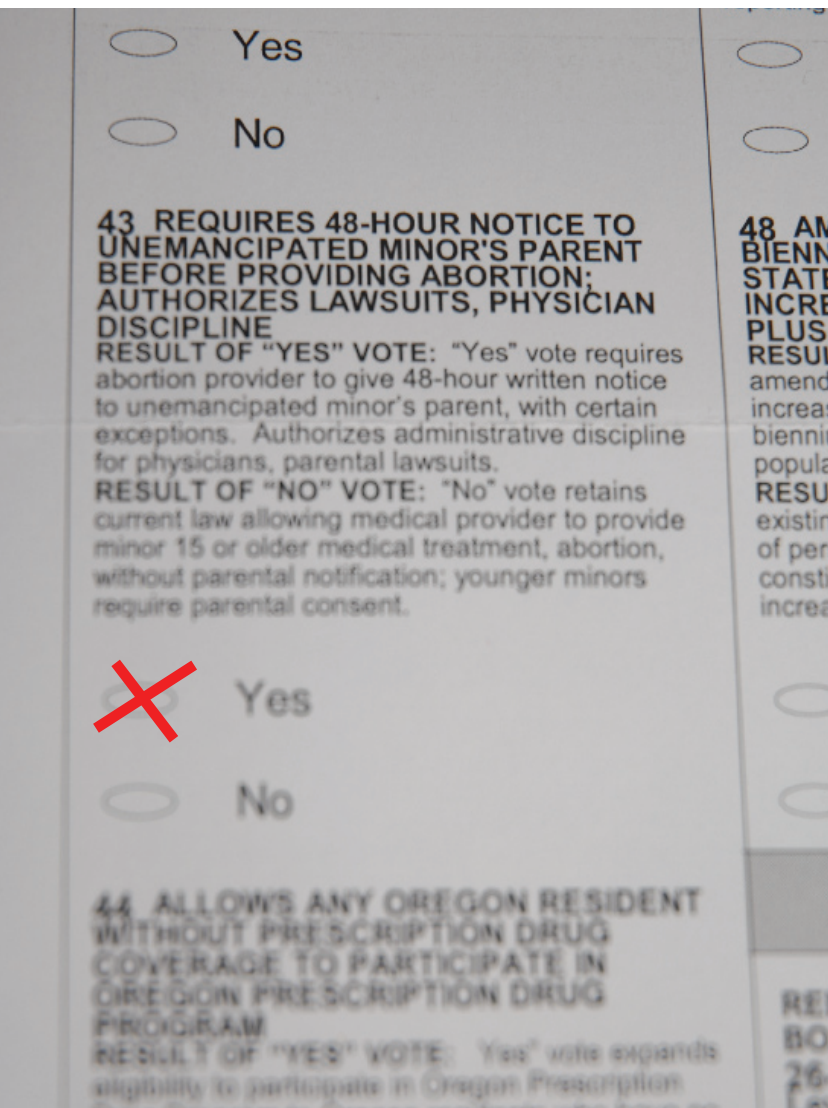 Yes
No
43 REQUIRES 48-HOUR NOTICE TO
UNEMANCIPATED MINOR'S PARENT
BEFORE PROVIDING ABORTION;
AUTHORIZES LAWSUITS, PHYSICIAN
DISCIPLINE
RESULT OF “YES” VOTE: “Yes” vote requires
abortion provider to give 48-hour written notice
to unemancipated minor's parent, with certain
exceptions. Authorizes administrative discipline
for physicians, parental lawsuits.
RESULT OF “NO” VOTE: “No” vote retains
current law allowing medical provider to provide
minor 15 or older medical treatment, abortion,
without parental notification; younger minors
require parental consent.
Yes
No
44 ALLOWS ANY OREGON RESIDENT
WITHOUT PRESCRIPTION DRUG
COVERAGE TO PARTICIPATE IN
OREGON PRESCRIPTION DRUG
PROGRAM
RESULT OF “YES” VOTE: “Yes” vote expands
eligibility to participate in Oregon Prescription
48 AM
BIENN
STATE
INCRE
PLUS
RESUL
amend
increas
bienniu
popula
RESU
existin
of per
consti
increa
REF
BO
26-